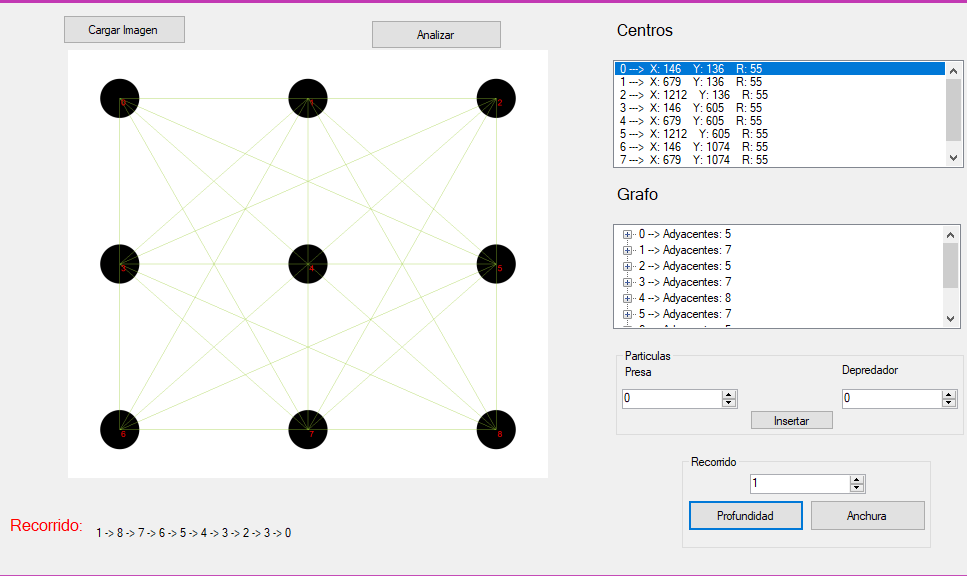 Cargar Imagen
Analizar
Centros
0 ---> X: 146 Y: 136 R: 55
1 ---> X: 679 Y: 136 R: 55
2 ---> X: 1212 Y: 136 R: 55
3 ---> X: 146 Y: 605 R: 55
4 ---> X: 679 Y: 605 R: 55
5 ---> X: 1212 Y: 605 R: 55
6 ---> X: 146 Y: 1074 R: 55
7 ---> X: 679 Y: 1074 R: 55
2
3 4 5
6 7 8
Grafo
0 --> Adyacentes: 5
1 --> Adyacentes: 7
2 --> Adyacentes: 5
3 --> Adyacentes: 7
4 --> Adyacentes: 8
5 --> Adyacentes: 7
Particulas
Presa
Depredador
0
0
Insertar
Recorrido
1
Profundidad
Anchura
Recorrido: 1 -> 8 -> 7 -> 6 -> 5 -> 4 -> 3 -> 2 -> 3 -> 0